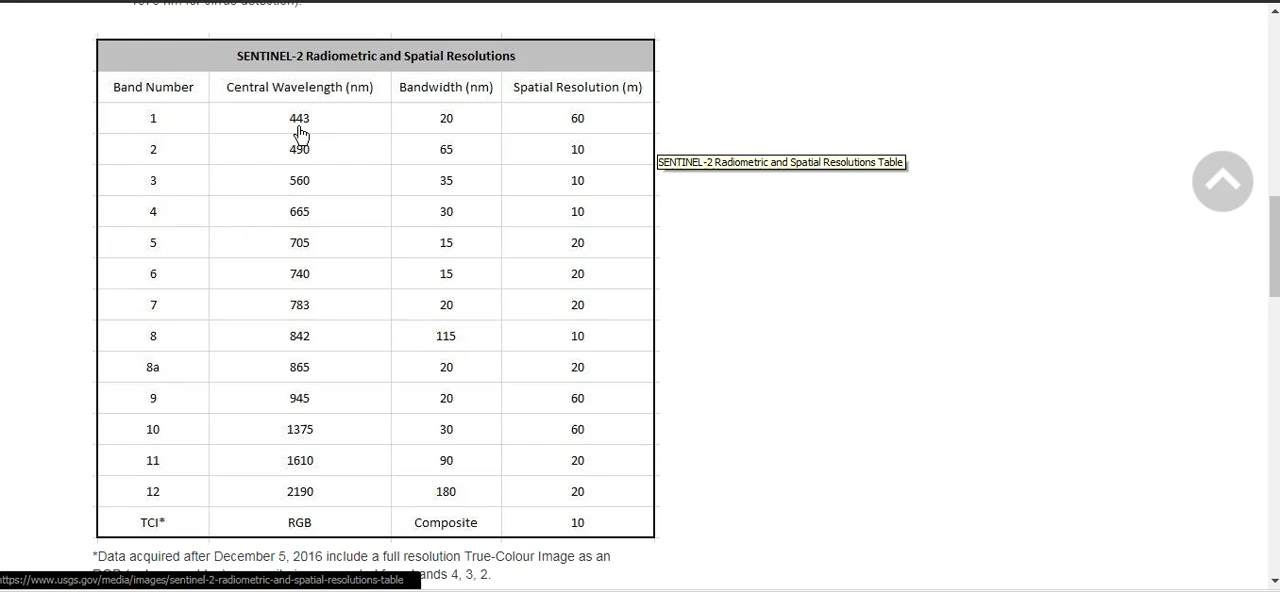 SENTINEL-2 Radiometric and Spatial Resolutions
Band Number Central Wavelength (nm) Bandwidth (nm) Spatial Resolution (m)
1 443 20 60
2 490 65 10
SENTINEL-2 Radiometric and Spatial Resolutions Table
3 560 35 10
4 665 30 10
5 705 15 20
6 740 15 20
7 783 20 20
8 842 115 10
8a 865 20 20
9 945 20 60
10 1375 30 60
11 1610 90 20
12 2190 180 20
TCI* RGB Composite 10
*Data acquired after December 5, 2016 include a full resolution True-Colour Image as an
ands 4, 3, 2.
https://www.usgs.gov/media/images/sentinel-2-radiometric-and-spatial-resolutions-table